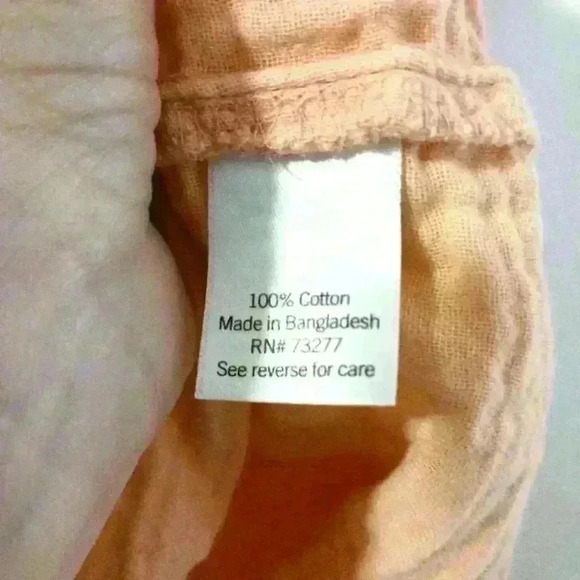 100% Cotton
Made in Bangladesh
RN# 73277
See reverse for care